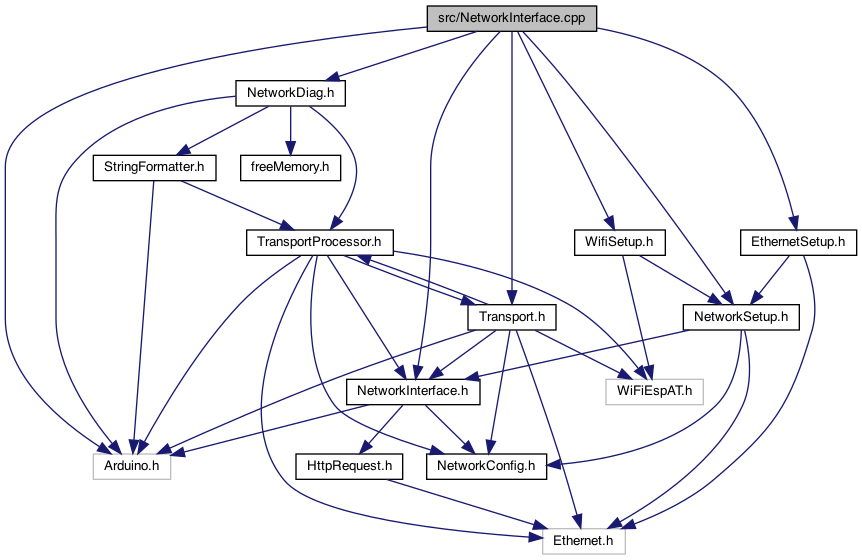 src/NetworkInterface.cpp
NetworkDiag.h
StringFormatter.h
freeMemory.h
TransportProcessor.h
WifiSetup.h
EthernetSetup.h
Transport.h
NetworkSetup.h
NetworkInterface.h
WiFiEspAT.h
Arduino.h
HttpRequest.h
NetworkConfig.h
Ethernet.h